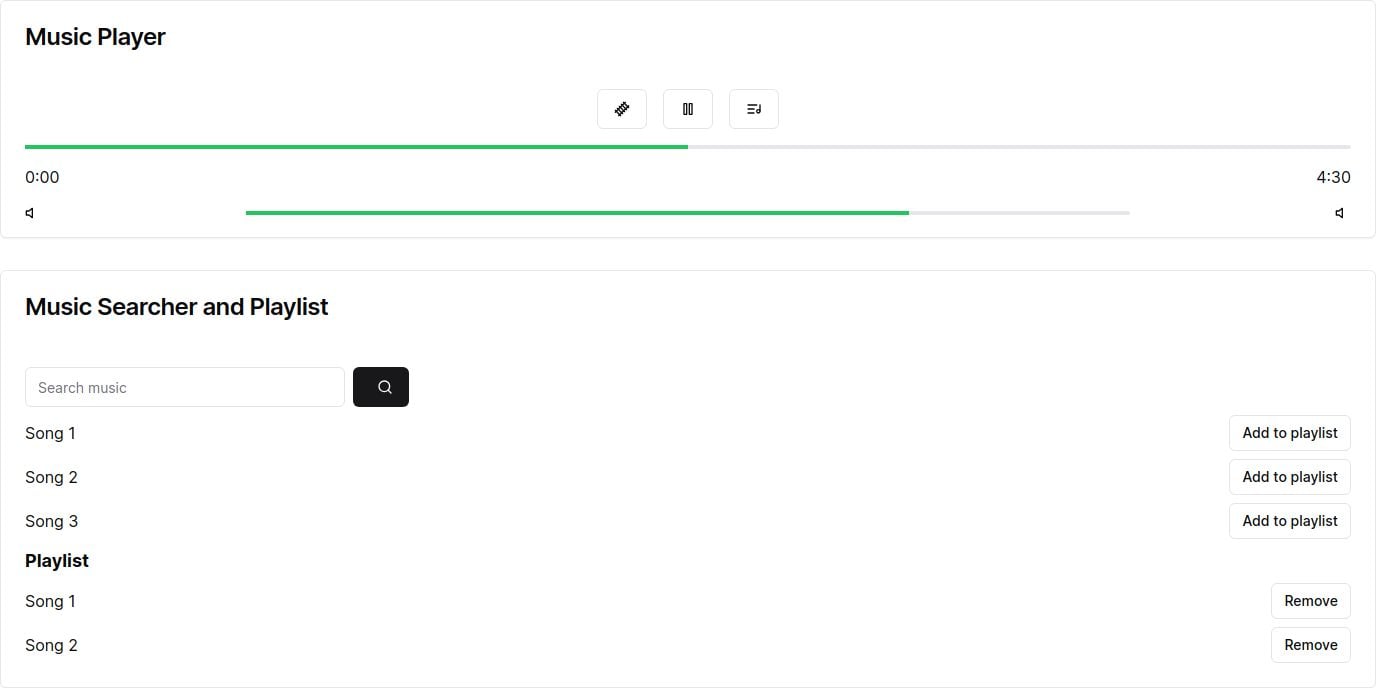 Music Player
0:00 4:30
Music Searcher and Playlist
Search music
Song 1 Add to playlist
Song 2 Add to playlist
Song 3 Add to playlist
Playlist
Song 1 Remove
Song 2 Remove